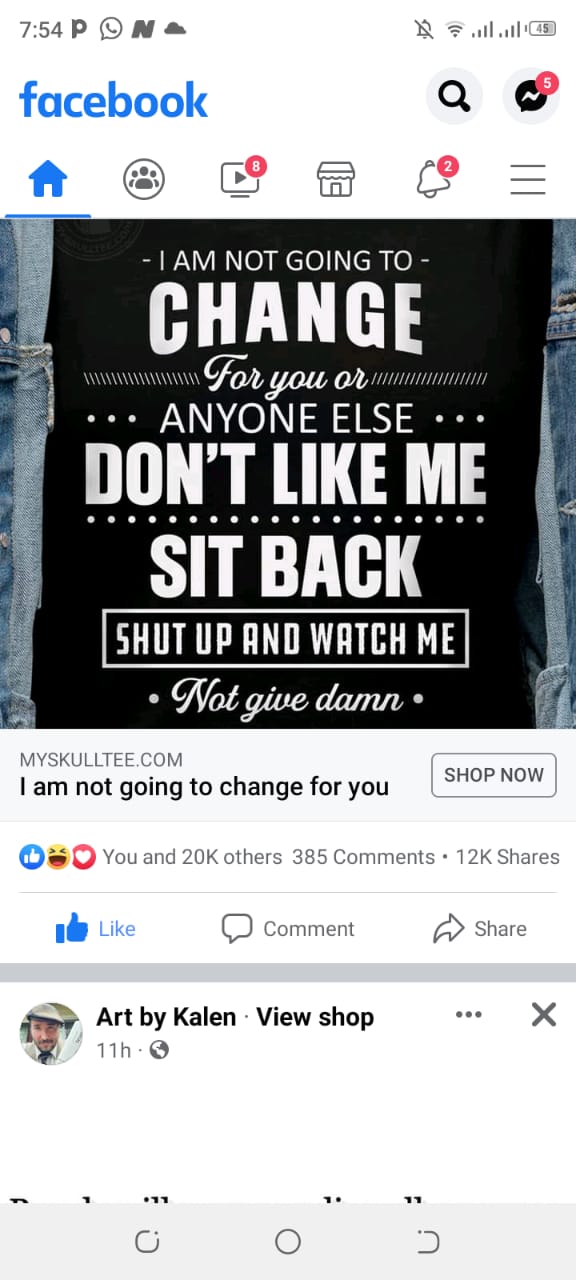 7:54
45
facebook
5
8
2
- I AM NOT GOING TO -
CHANGE
For you or
ANYONE ELSE
DON'T LIKE ME
SIT BACK
SHUT UP AND WATCH ME
• Not give damn •
MYSKULLTEE.COM
I am not going to change for you
SHOP NOW
You and 20K others 385 Comments • 12K Shares
Like Comment Share
Art by Kalen · View shop
11h ·